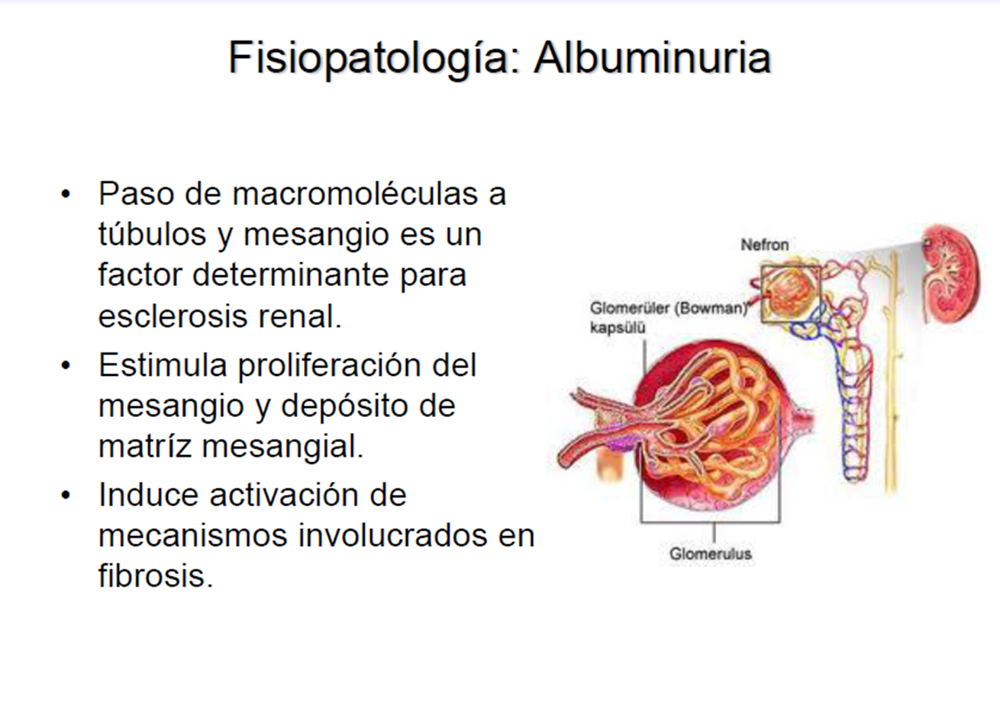 Fisiopatología: Albuminuria
• Paso de macromoléculas a
túbulos y mesangio es un
factor determinante para
esclerosis renal.
• Estimula proliferación del
mesangio y depósito de
matríz mesangial.
• Induce activación de
mecanismos involucrados en
fibrosis.
Nefron
Glomerüler (Bowman)
kapsülü
Glomerulus